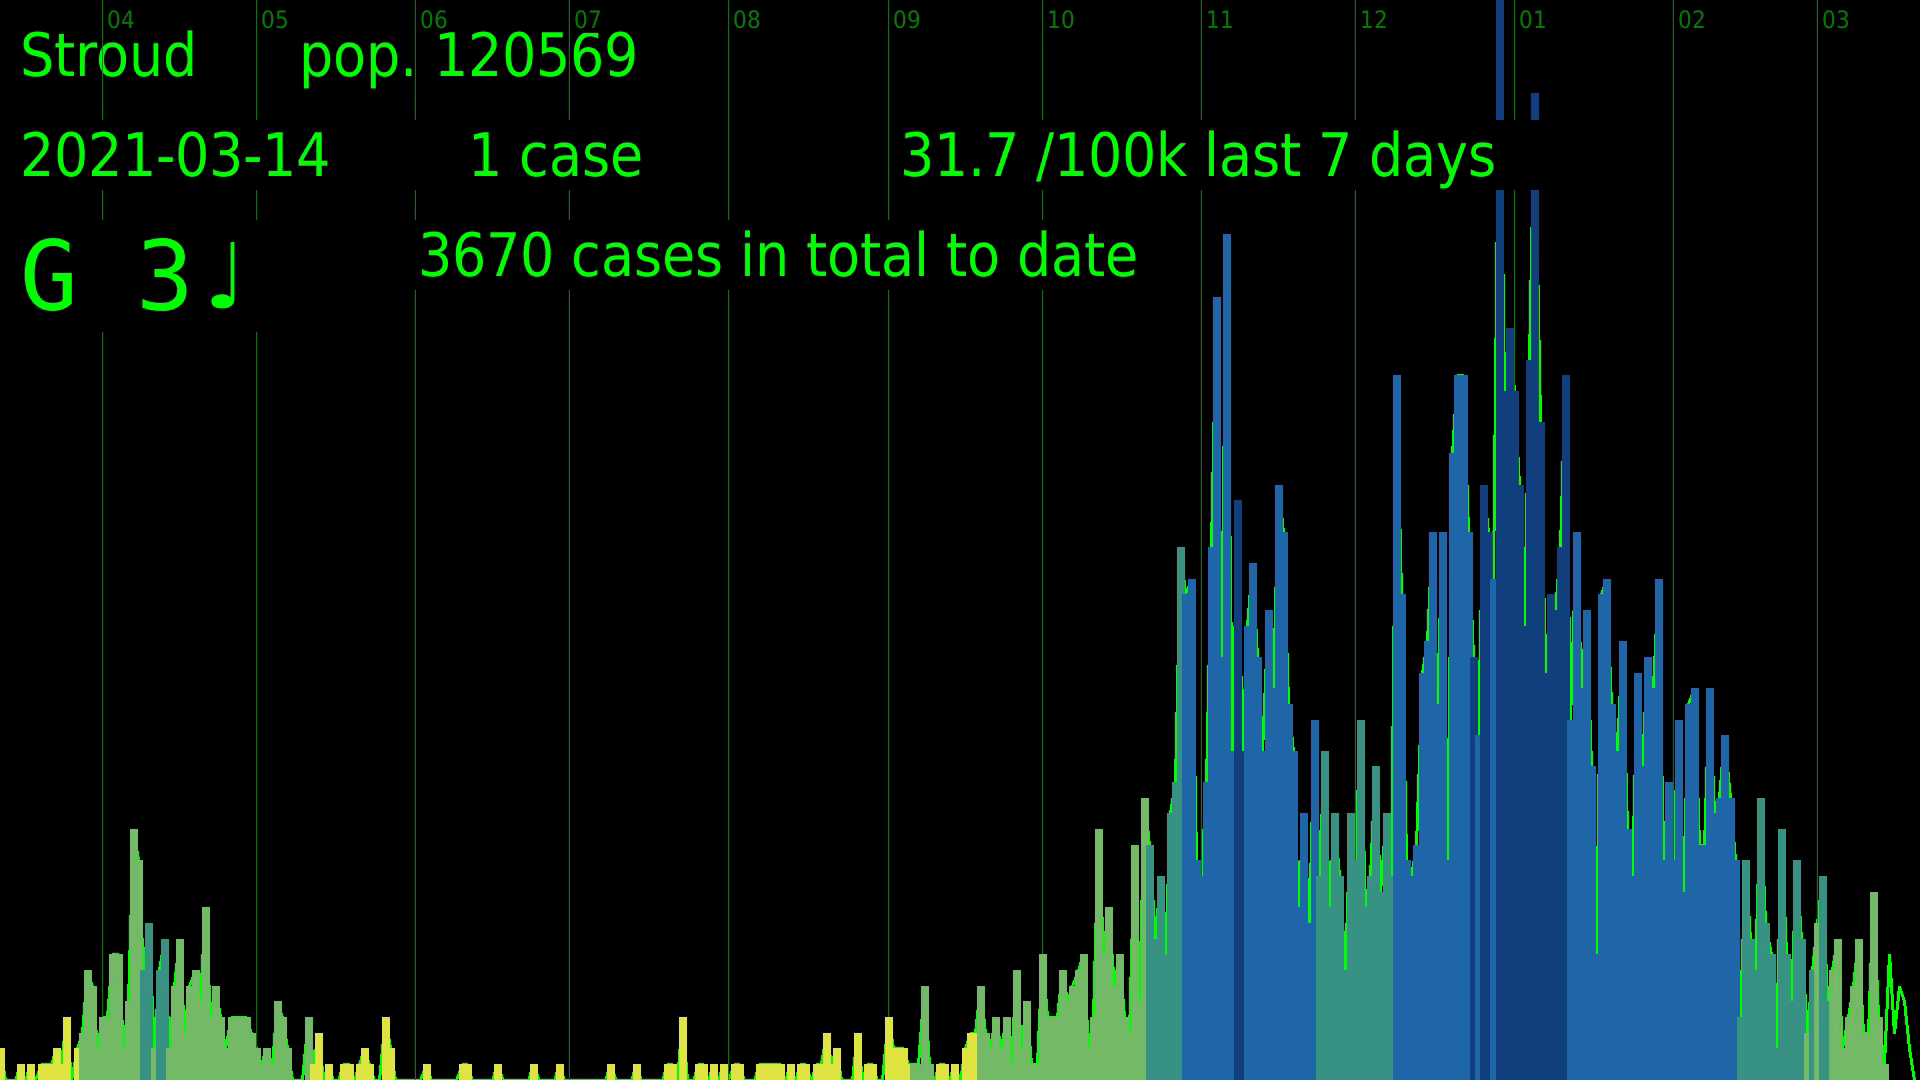 04 05 06 07 08 09 10 11 12 01 02 03
Stroud pop. 120569
2021-03-14 1 case 31.7 /100k last 7 days
G 3♩ 3670 cases in total to date